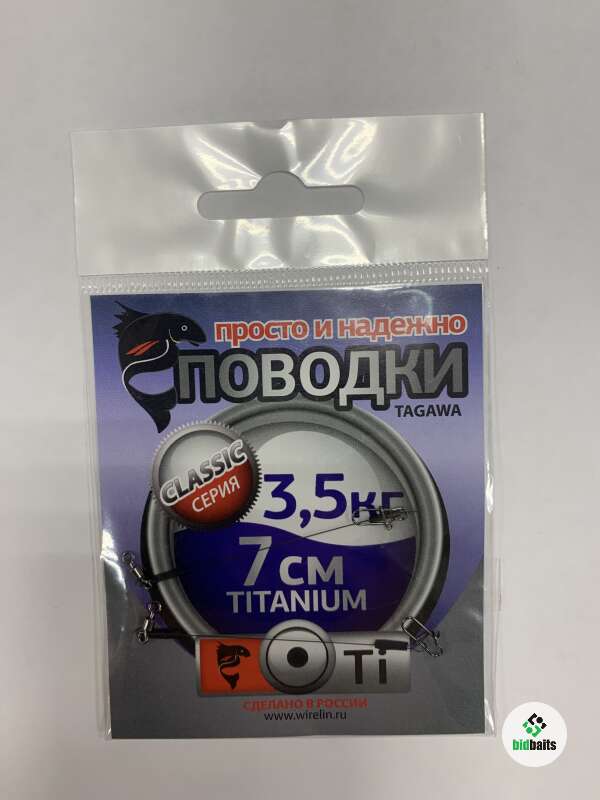 просто и надежно
ПОВОДКИ
TAGAWA
CLASSIC
СЕРИЯ
3,5кг
7 см
TITANIUM
Ti
СДЕЛАНО В РОССИИ
www.wirelin.ru
bidbaits